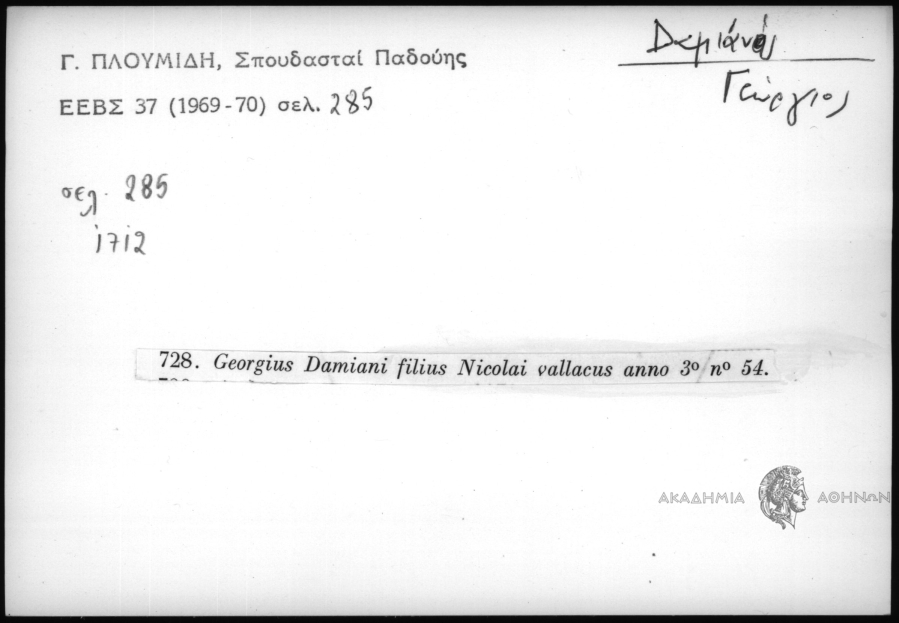 Γ. ΠΛΟΥΜΙΔΗ, Σπουδασταί Παδούης
ΕΕΒΣ 37 (1969-70) σελ. 285
Δαμιάνος
Γεώργιος
σελ. 285
1712
728. Georgius Damiani filius Nicolai vallacus anno 3º nº 54.
ΑΚΑΔΗΜΙΑ ΑΘΗΝΩΝ